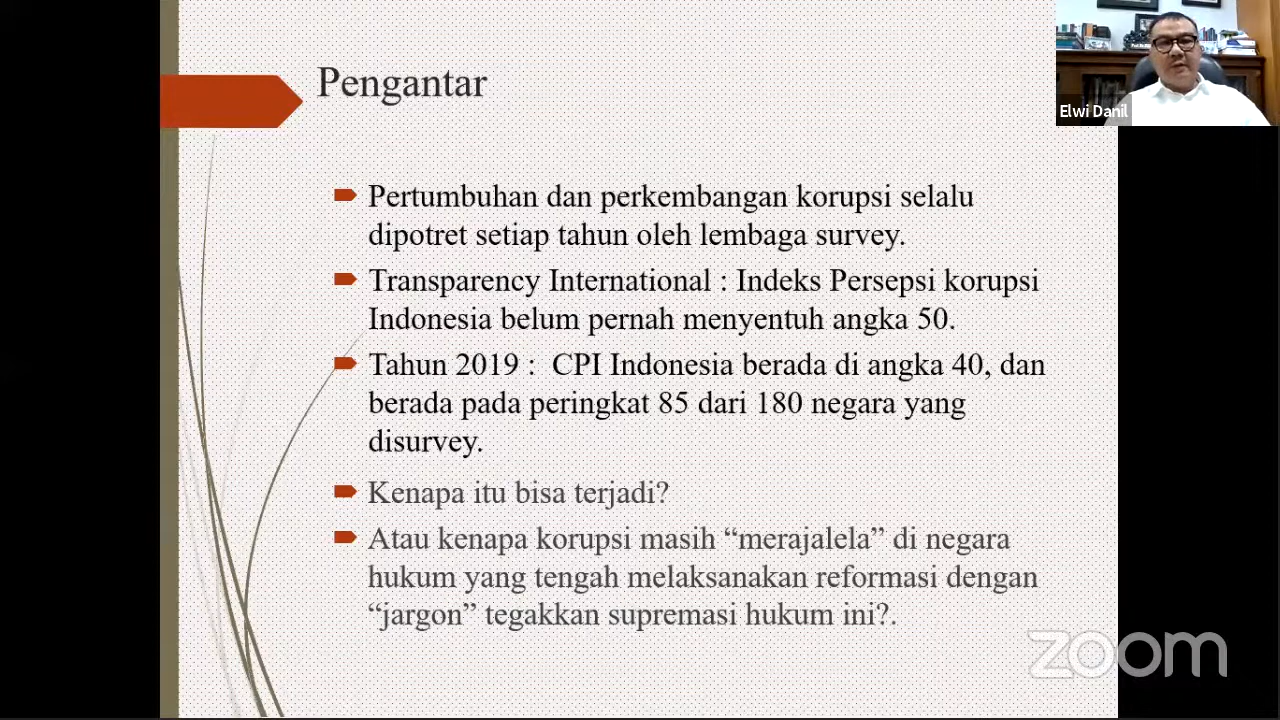 Pengantar
Elwi Danil
Pertumbuhan dan perkembangan korupsi selalu
dipotret setiap tahun oleh lembaga survey.
Transparency International : Indeks Persepsi korupsi
Indonesia belum pernah menyentuh angka 50.
Tahun 2019 :  CPI Indonesia berada di angka 40, dan
berada pada peringkat 85 dari 180 negara yang
disurvey.
Kenapa itu bisa terjadi?
Atau kenapa korupsi masih “merajalela” di negara
hukum yang tengah melaksanakan reformasi dengan
“jargon” tegakkan supremasi hukum ini?.
zoom